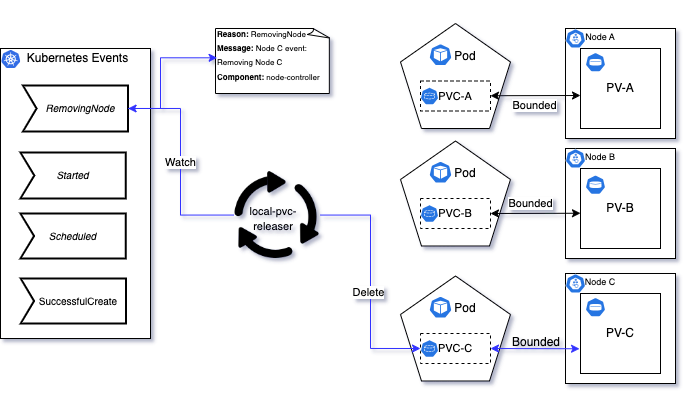 Kubernetes Events
RemovingNode
Started
Scheduled
SuccessfulCreate
Reason: RemovingNode
Message: Node C event:
Removing Node C
Component: node-controller
Watch
local-pvc-
releaser
Delete
Pod
PVC-A
Bounded
Node A
PV-A
Pod
PVC-B
Bounded
Node B
PV-B
Pod
PVC-C
Bounded
Node C
PV-C